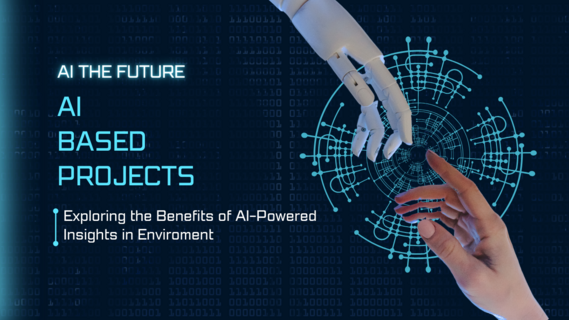 AI THE FUTURE
AI
BASED
PROJECTS
Exploring the Benefits of AI-Powered
Insights in Enviroment